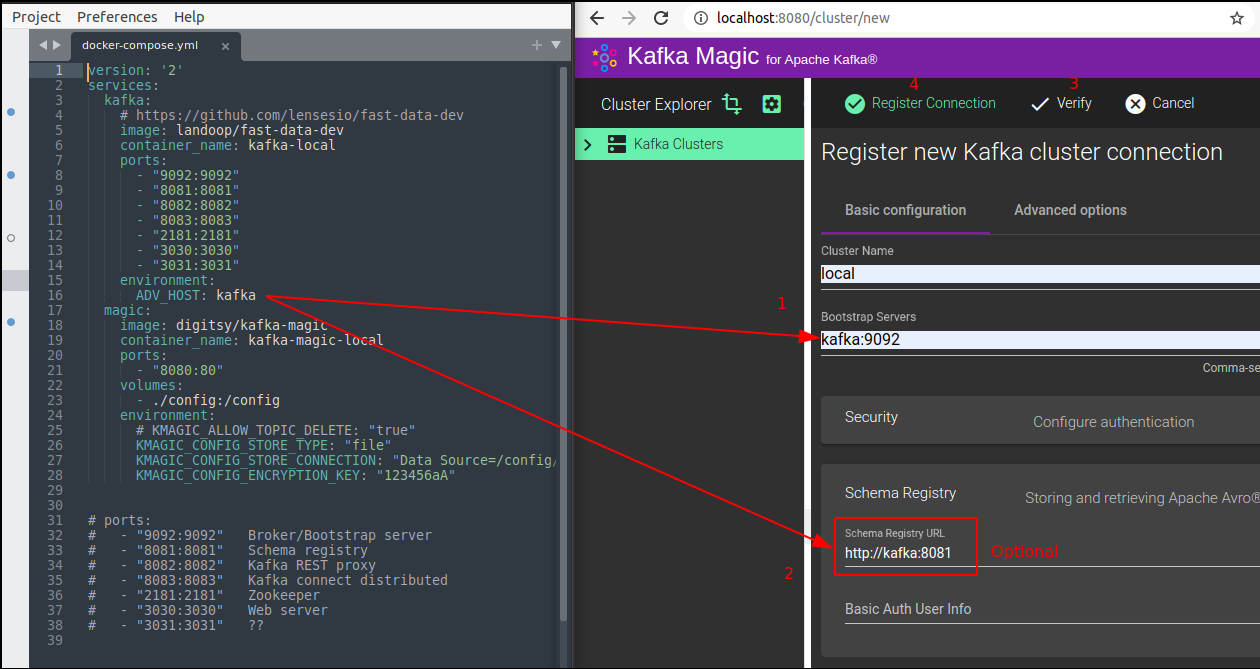 Project Preferences Help
docker-compose.yml
1 version: '2'
2 services:
3 kafka:
4 # https://github.com/lensesio/fast-data-dev
5 image: landoop/fast-data-dev
6 container_name: kafka-local
7 ports:
8 - "9092:9092"
9 - "8081:8081"
10 - "8082:8082"
11 - "8083:8083"
12 - "2181:2181"
13 - "3030:3030"
14 - "3031:3031"
15 environment:
16 ADV_HOST: kafka
17 magic:
18 image: digitsy/kafka-magic
19 container_name: kafka-magic-local
20 ports:
21 - "8080:80"
22 volumes:
23 - ./config:/config
24 environment:
25 # KMAGIC_ALLOW_TOPIC_DELETE: "true"
26 KMAGIC_CONFIG_STORE_TYPE: "file"
27 KMAGIC_CONFIG_STORE_CONNECTION: "Data Source=/config/
28 KMAGIC_CONFIG_ENCRYPTION_KEY: "123456aA"
29
30
31 # ports:
32 # - "9092:9092" Broker/Bootstrap server
33 # - "8081:8081" Schema registry
34 # - "8082:8082" Kafka REST proxy
35 # - "8083:8083" Kafka connect distributed
36 # - "2181:2181" Zookeeper
37 # - "3030:3030" Web server
38 # - "3031:3031" ??
39
localhost:8080/cluster/new
Kafka Magic for Apache Kafka®
Cluster Explorer
Kafka Clusters
4 3
Register Connection Verify Cancel
Register new Kafka cluster connection
Basic configuration Advanced options
Cluster Name
local
1
Bootstrap Servers
kafka:9092
Comma-se
Security Configure authentication
Schema Registry Storing and retrieving Apache Avro®
Schema Registry URL
http://kafka:8081 Optional
2
Basic Auth User Info